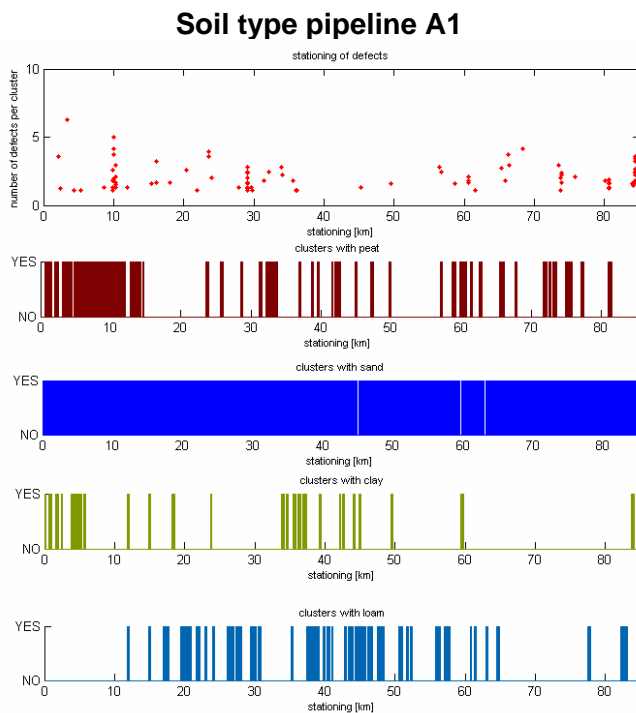 Soil type pipeline A1
stationing of defects
number of defects per cluster
10
5
0
0 10 20 30 40 50 60 70 80
stationing [km]
clusters with peat
YES
NO
0 10 20 30 40 50 60 70 80
stationing [km]
clusters with sand
YES
NO
0 10 20 30 40 50 60 70 80
stationing [km]
clusters with clay
YES
NO
0 10 20 30 40 50 60 70 80
stationing [km]
clusters with loam
YES
NO
0 10 20 30 40 50 60 70 80
stationing [km]